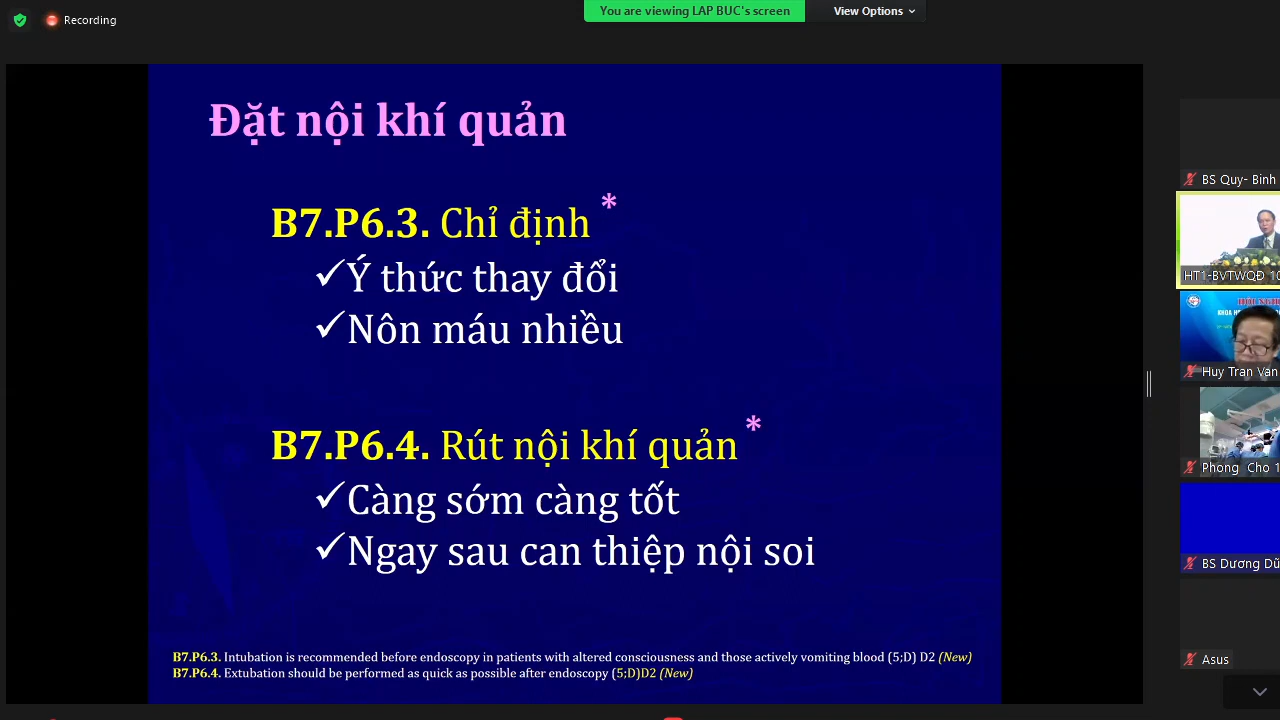 Recording
You are viewing LAP BUC's screen
View Options
Đặt nội khí quản
B7.P6.3. Chỉ định *
✓Ý thức thay đổi
✓Nôn máu nhiều
B7.P6.4. Rút nội khí quản *
✓Càng sớm càng tốt
✓Ngay sau can thiệp nội soi
B7.P6.3. Intubation is recommended before endoscopy in patients with altered consciousness and those actively vomiting blood (5;D) D2 (New)
B7.P6.4. Extubation should be performed as quick as possible after endoscopy (5;D)D2 (New)
BS Quy- Binh
HT1-BVTWQĐ 10
Huy Tran Van
Phong Cho 1
BS Dương Dũ
Asus